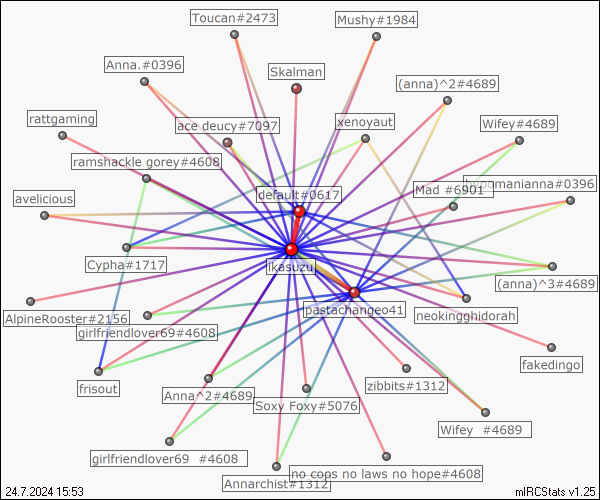 Toucan#2473
Mushy#1984
Anna.#0396
Skalman
(anna)^2#4689
rattgaming
ace deucy#7097
xenoyaut
Wifey#4689
ramshackle gorey#4608
default#0617
Mad #6901
hypomanianna#0396
avelicious
Cypha#1717
ikasuzu
(anna)^3#4689
AlpineRooster#2156
pastachangeo41
neokingghidorah
girlfriendlover69#4608
fakedingo
frisout
zibbits#1312
Anna^2#4689
Soxy Foxy#5076
Wifey  #4689
girlfriendlover69  #4608
Annarchist#1312
no cops no laws no hope#4608
24.7.2024 15:53
mIRCStats v1.25